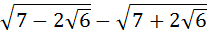 √(7 − 2√6) − √(7 + 2√6)